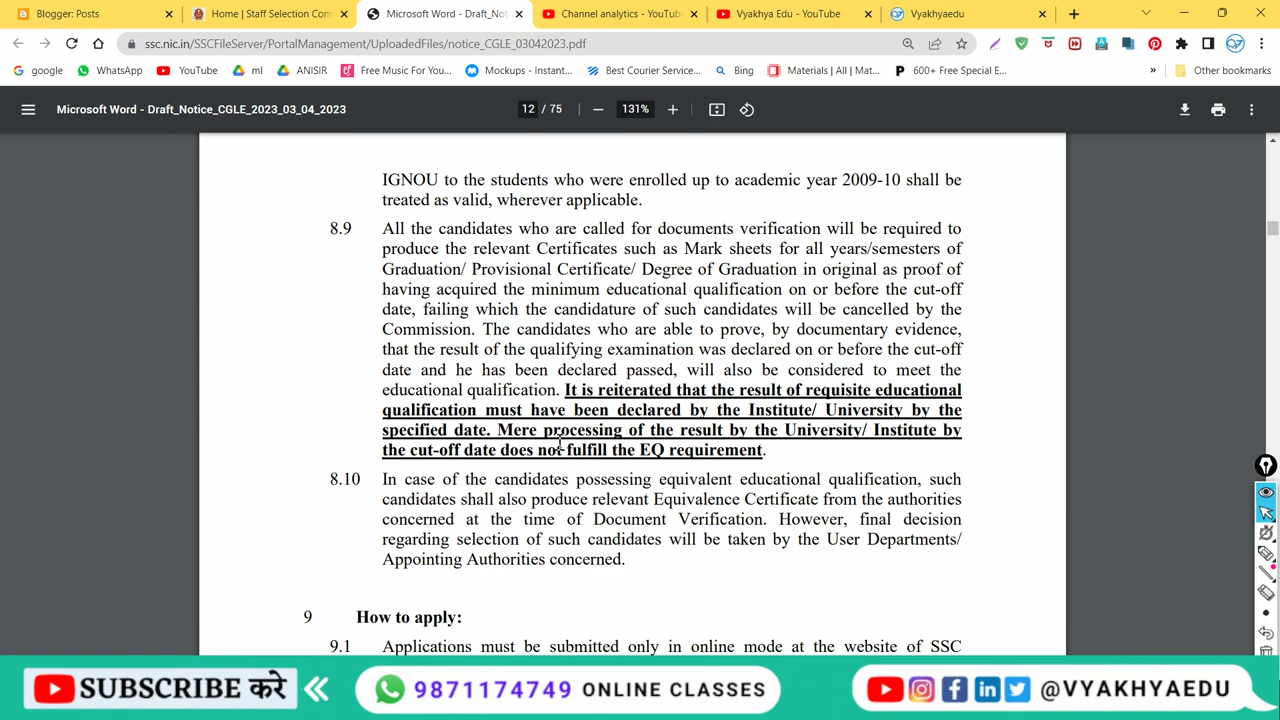 Blogger: Posts
Home | Staff Selection Com
Microsoft Word - Draft_Not
Channel analytics - YouTub
Vyakhya Edu - YouTube
Vyakhyaedu
ssc.nic.in/SSCFileServer/PortalManagement/UploadedFiles/notice_CGLE_03042023.pdf
google
WhatsApp
YouTube
ml
ANISIR
Free Music For You...
Mockups - Instant...
Best Courier Service...
Bing
Materials | All | Mat...
600+ Free Special E...
»
Other bookmarks
Microsoft Word - Draft_Notice_CGLE_2023_03_04_2023
12 / 75
131%
IGNOU to the students who were enrolled up to academic year 2009-10 shall be
treated as valid, wherever applicable.
8.9 All the candidates who are called for documents verification will be required to
produce the relevant Certificates such as Mark sheets for all years/semesters of
Graduation/ Provisional Certificate/ Degree of Graduation in original as proof of
having acquired the minimum educational qualification on or before the cut-off
date, failing which the candidature of such candidates will be cancelled by the
Commission. The candidates who are able to prove, by documentary evidence,
that the result of the qualifying examination was declared on or before the cut-off
date and he has been declared passed, will also be considered to meet the
educational qualification. It is reiterated that the result of requisite educational
qualification must have been declared by the Institute/ University by the
specified date. Mere processing of the result by the University/ Institute by
the cut-off date does not fulfill the EQ requirement.
8.10 In case of the candidates possessing equivalent educational qualification, such
candidates shall also produce relevant Equivalence Certificate from the authorities
concerned at the time of Document Verification. However, final decision
regarding selection of such candidates will be taken by the User Departments/
Appointing Authorities concerned.
9 How to apply:
9.1 Applications must be submitted only in online mode at the website of SSC
SUBSCRIBE करे
9871174749 ONLINE CLASSES
@VYAKHYAEDU